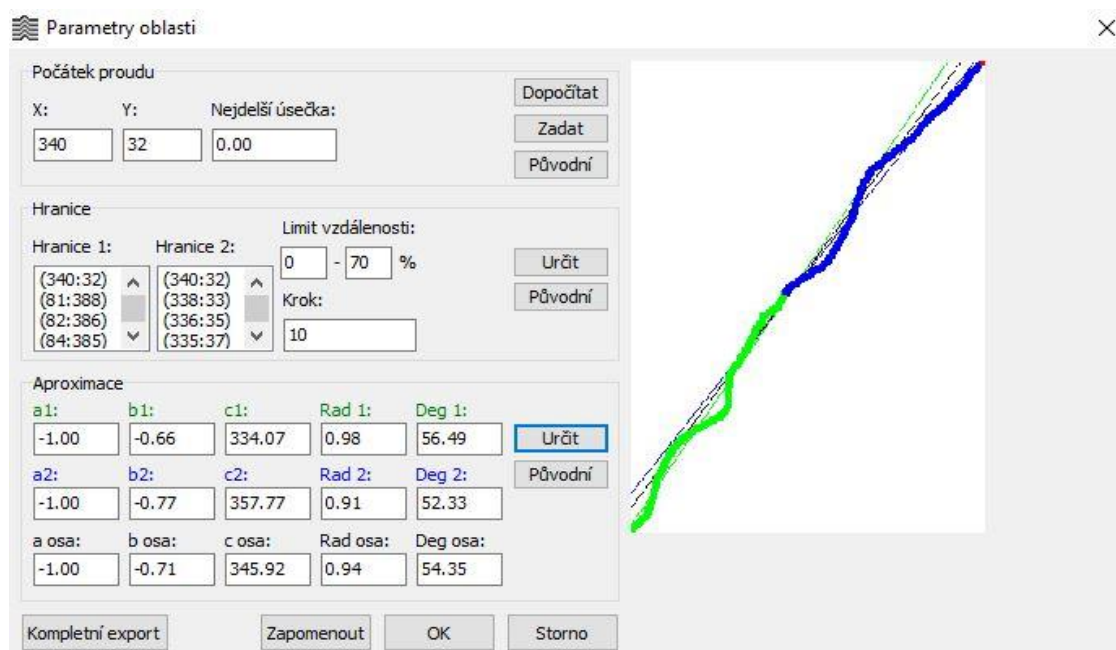 Parametry oblasti
Počátek proudu
X: Y: Nejdelší úsečka:
340 32 0.00
Dopočítat
Zadat
Původní
Hranice
Hranice 1: Hranice 2: Limit vzdálenosti:
0 - 70 %
(340:32)
(81:388)
(82:386)
(84:385)
(340:32)
(338:33)
(336:35)
(335:37)
Krok:
10
Určit
Původní
Aproximace
a1: b1: c1: Rad 1: Deg 1:
-1.00 -0.66 334.07 0.98 56.49
Určit
a2: b2: c2: Rad 2: Deg 2:
Původní
-1.00 -0.77 357.77 0.91 52.33
a osa: b osa: c osa: Rad osa: Deg osa:
-1.00 -0.71 345.92 0.94 54.35
Kompletní export Zapomenout OK Storno